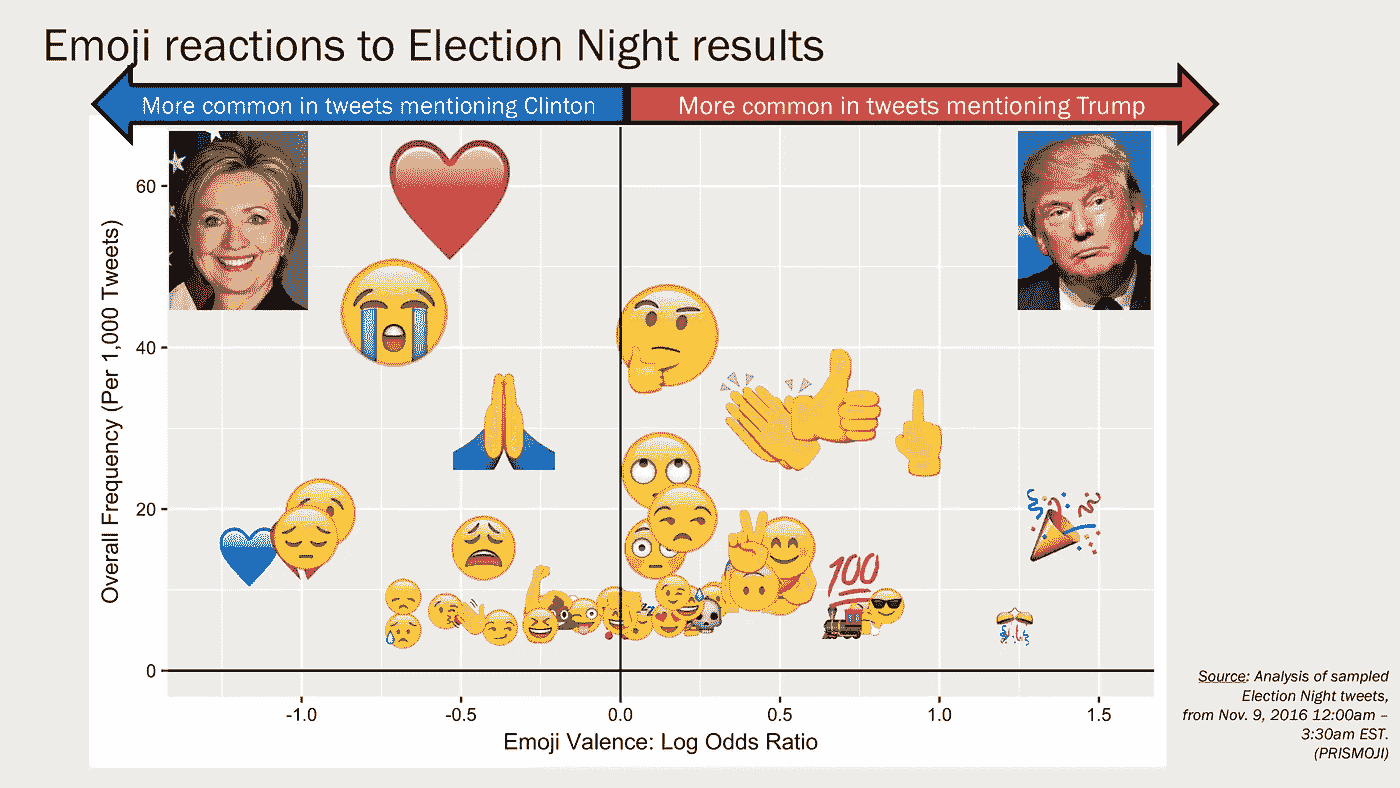 Emoji reactions to Election Night results
More common in tweets mentioning Clinton
More common in tweets mentioning Trump
Overall Frequency (Per 1,000 Tweets)
60
40
20
0
100
zz
-1.0
-0.5
0.0
0.5
1.0
1.5
Emoji Valence: Log Odds Ratio
Source: Analysis of sampled
Election Night tweets,
from Nov. 9, 2016 12:00am –
3:30am EST.
(PRISMOJI)